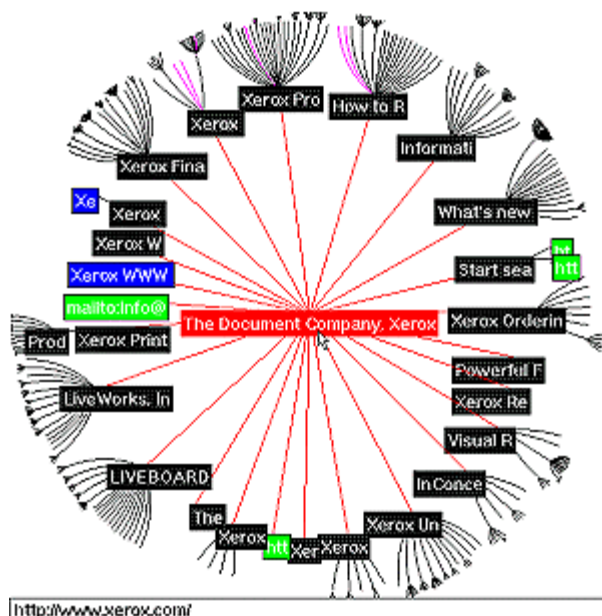 Xerox Pro
How to R
Xerox
Informati
Xerox Fina
Xe
Xerox
What's new
Xerox W
Xerox WWW
Start sea
ht
htt
mailto:Info@
The Document Company, Xerox
Xerox Orderin
Prod
Xerox Print
Powerful F
LiveWorks, In
Xerox Re
Visual R
LIVEBOARD
In Conce
The
Xerox
htt
Xer
Xerox
Xerox Un
http://www.xerox.com/